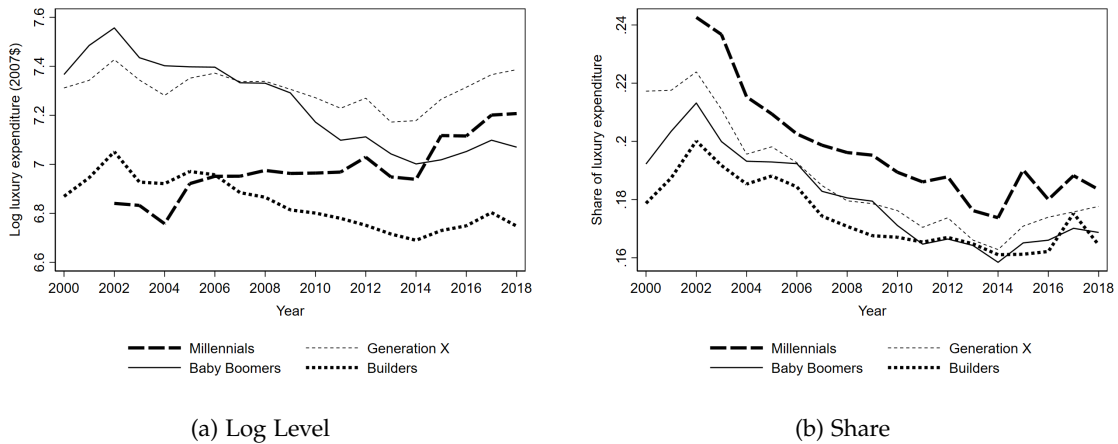 Log luxury expenditure (2007$)
7.6
7.4
7.2
7
6.8
6.6
2000 2002 2004 2006 2008 2010 2012 2014 2016 2018
Year
Millennials Generation X
Baby Boomers Builders
(a) Log Level
Share of luxury expenditure
.24
.22
.2
.18
.16
2000 2002 2004 2006 2008 2010 2012 2014 2016 2018
Year
Millennials Generation X
Baby Boomers Builders
(b) Share